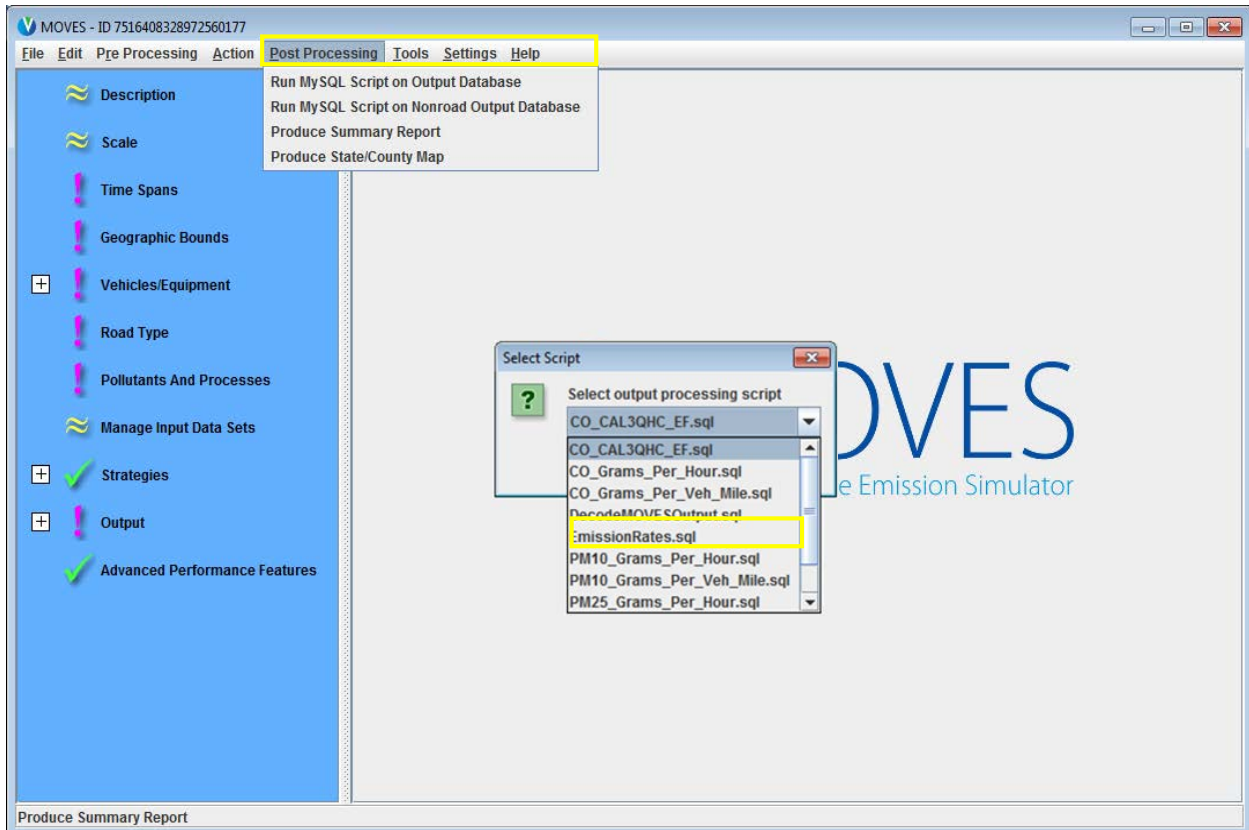 MOVES - ID 7516408328972560177
File Edit Pre Processing Action Post Processing Tools Settings Help
Run MySQL Script on Output Database
Run MySQL Script on Nonroad Output Database
Produce Summary Report
Produce State/County Map
Description
Scale
Time Spans
Geographic Bounds
Vehicles/Equipment
Road Type
Pollutants And Processes
Manage Input Data Sets
Strategies
Output
Advanced Performance Features
Select Script
Select output processing script
CO_CAL3QHC_EF.sql
CO_CAL3QHC_EF.sql
CO_Grams_Per_Hour.sql
CO_Grams_Per_Veh_Mile.sql
DecodeMOVESOutput.sql
EmissionRates.sql
PM10_Grams_Per_Hour.sql
PM10_Grams_Per_Veh_Mile.sql
PM25_Grams_Per_Hour.sql
OVES
e Emission Simulator
Produce Summary Report